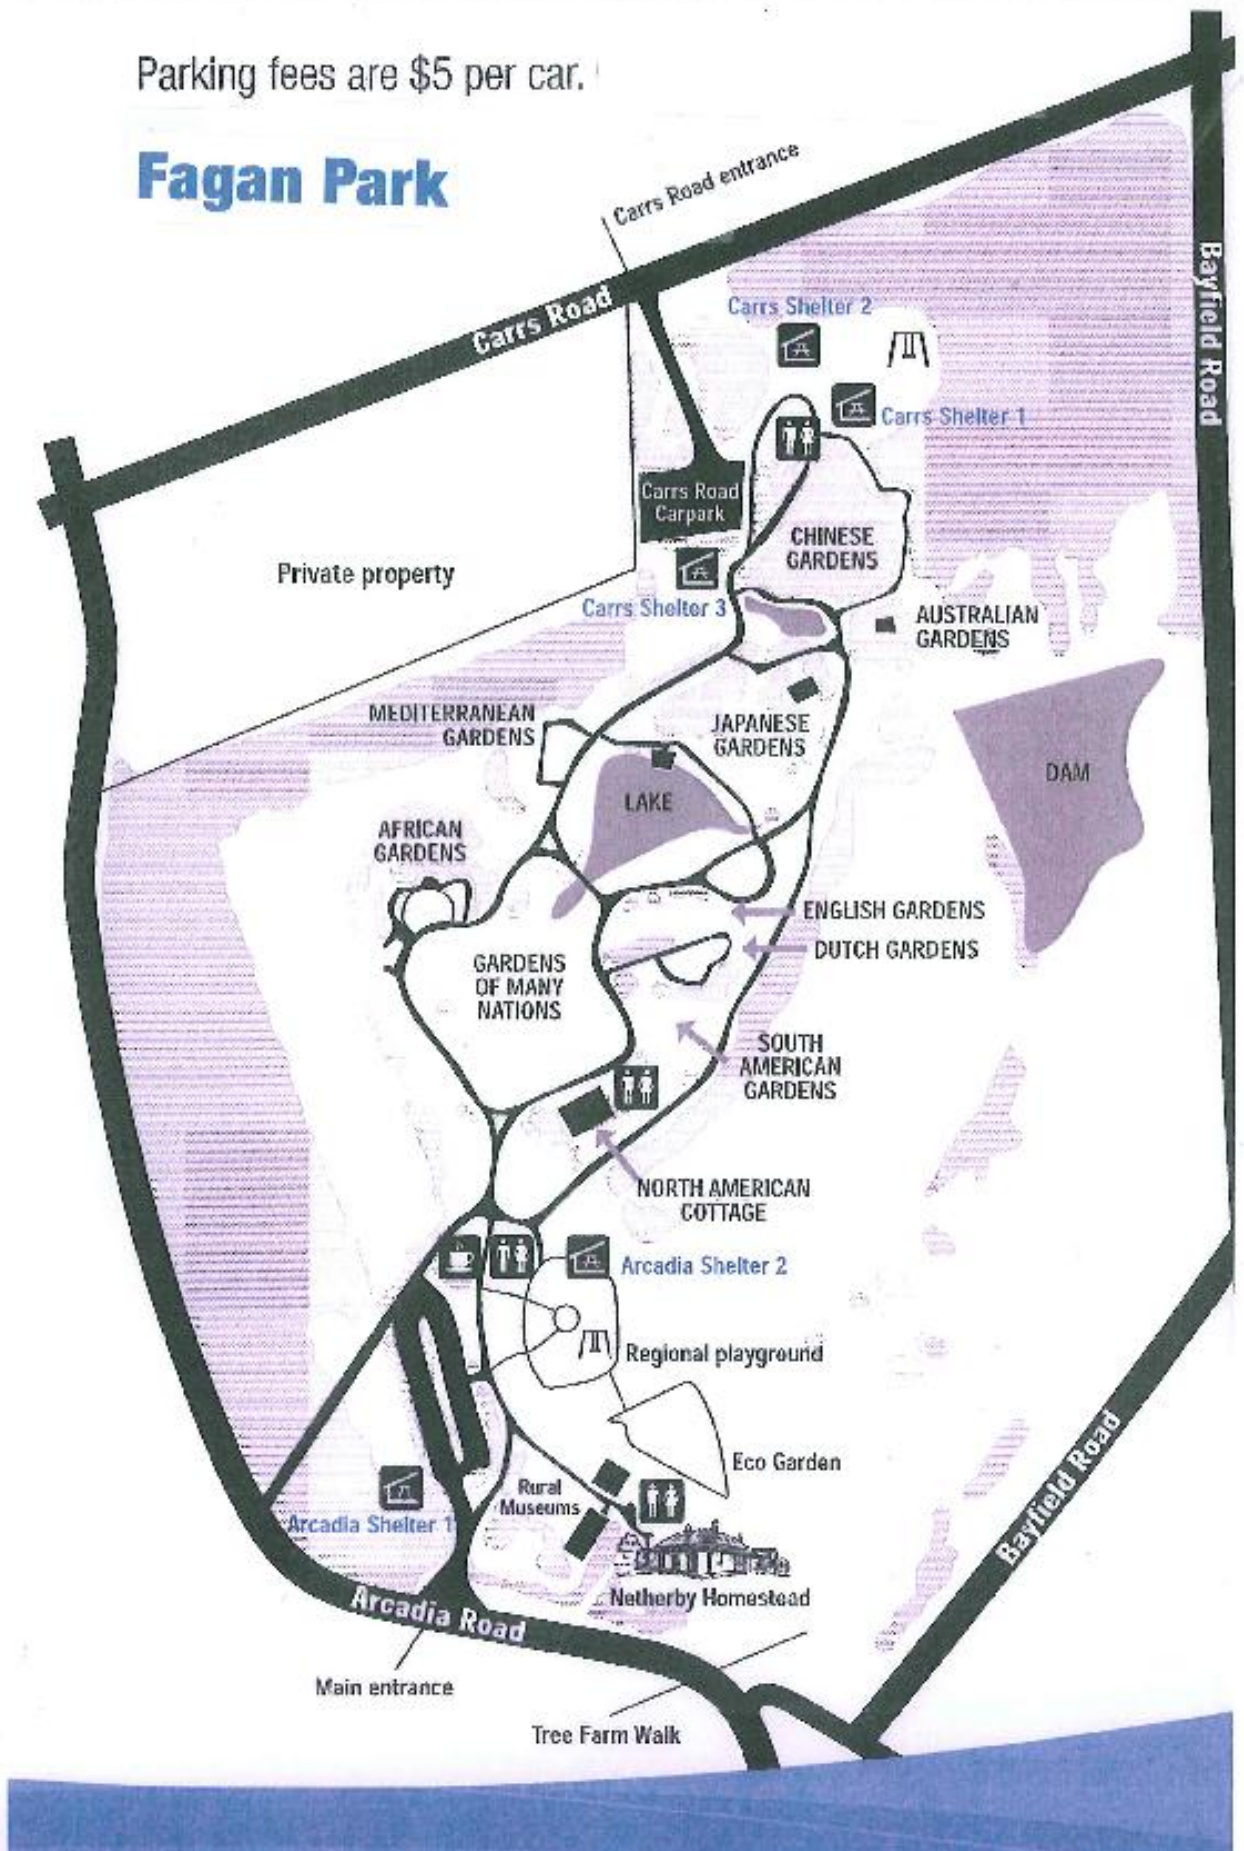 Parking fees are $5 per car.
Fagan Park
Carrs Road entrance
Carrs Road
Bayfield Road
Carrs Shelter 2
Carrs Shelter 1
Carrs Road
Carpark
CHINESE
GARDENS
Private property
Carrs Shelter 3
AUSTRALIAN
GARDENS
MEDITERRANEAN
GARDENS
JAPANESE
GARDENS
DAM
LAKE
AFRICAN
GARDENS
ENGLISH GARDENS
DUTCH GARDENS
GARDENS
OF MANY
NATIONS
SOUTH
AMERICAN
GARDENS
NORTH AMERICAN
COTTAGE
Arcadia Shelter 2
Regional playground
Eco Garden
Bayfield Road
Rural
Museums
Arcadia Shelter 1
Netherby Homestead
Arcadia Road
Main entrance
Tree Farm Walk